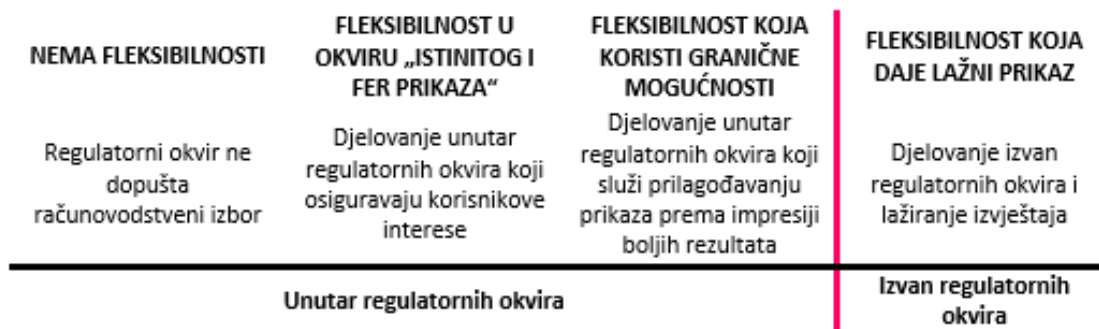 NEMA FLEKSIBILNOSTI
Regulatorni okvir ne
dopušta
računovodstveni izbor
FLEKSIBILNOST U
OKVIRU „ISTINITOG I
FER PRIKAZA“
Djelovanje unutar
regulatornih okvira koji
osiguravaju korisnikove
interese
FLEKSIBILNOST KOJA
KORISTI GRANIČNE
MOGUĆNOSTI
Djelovanje unutar
regulatornih okvira koji
služi prilagođavanju
prikaza prema impresiji
boljih rezultata
FLEKSIBILNOST KOJA
DAJE LAŽNI PRIKAZ
Djelovanje izvan
regulatornih okvira i
lažiranje izvještaja
Unutar regulatornih okvira
Izvan regulatornih
okvira